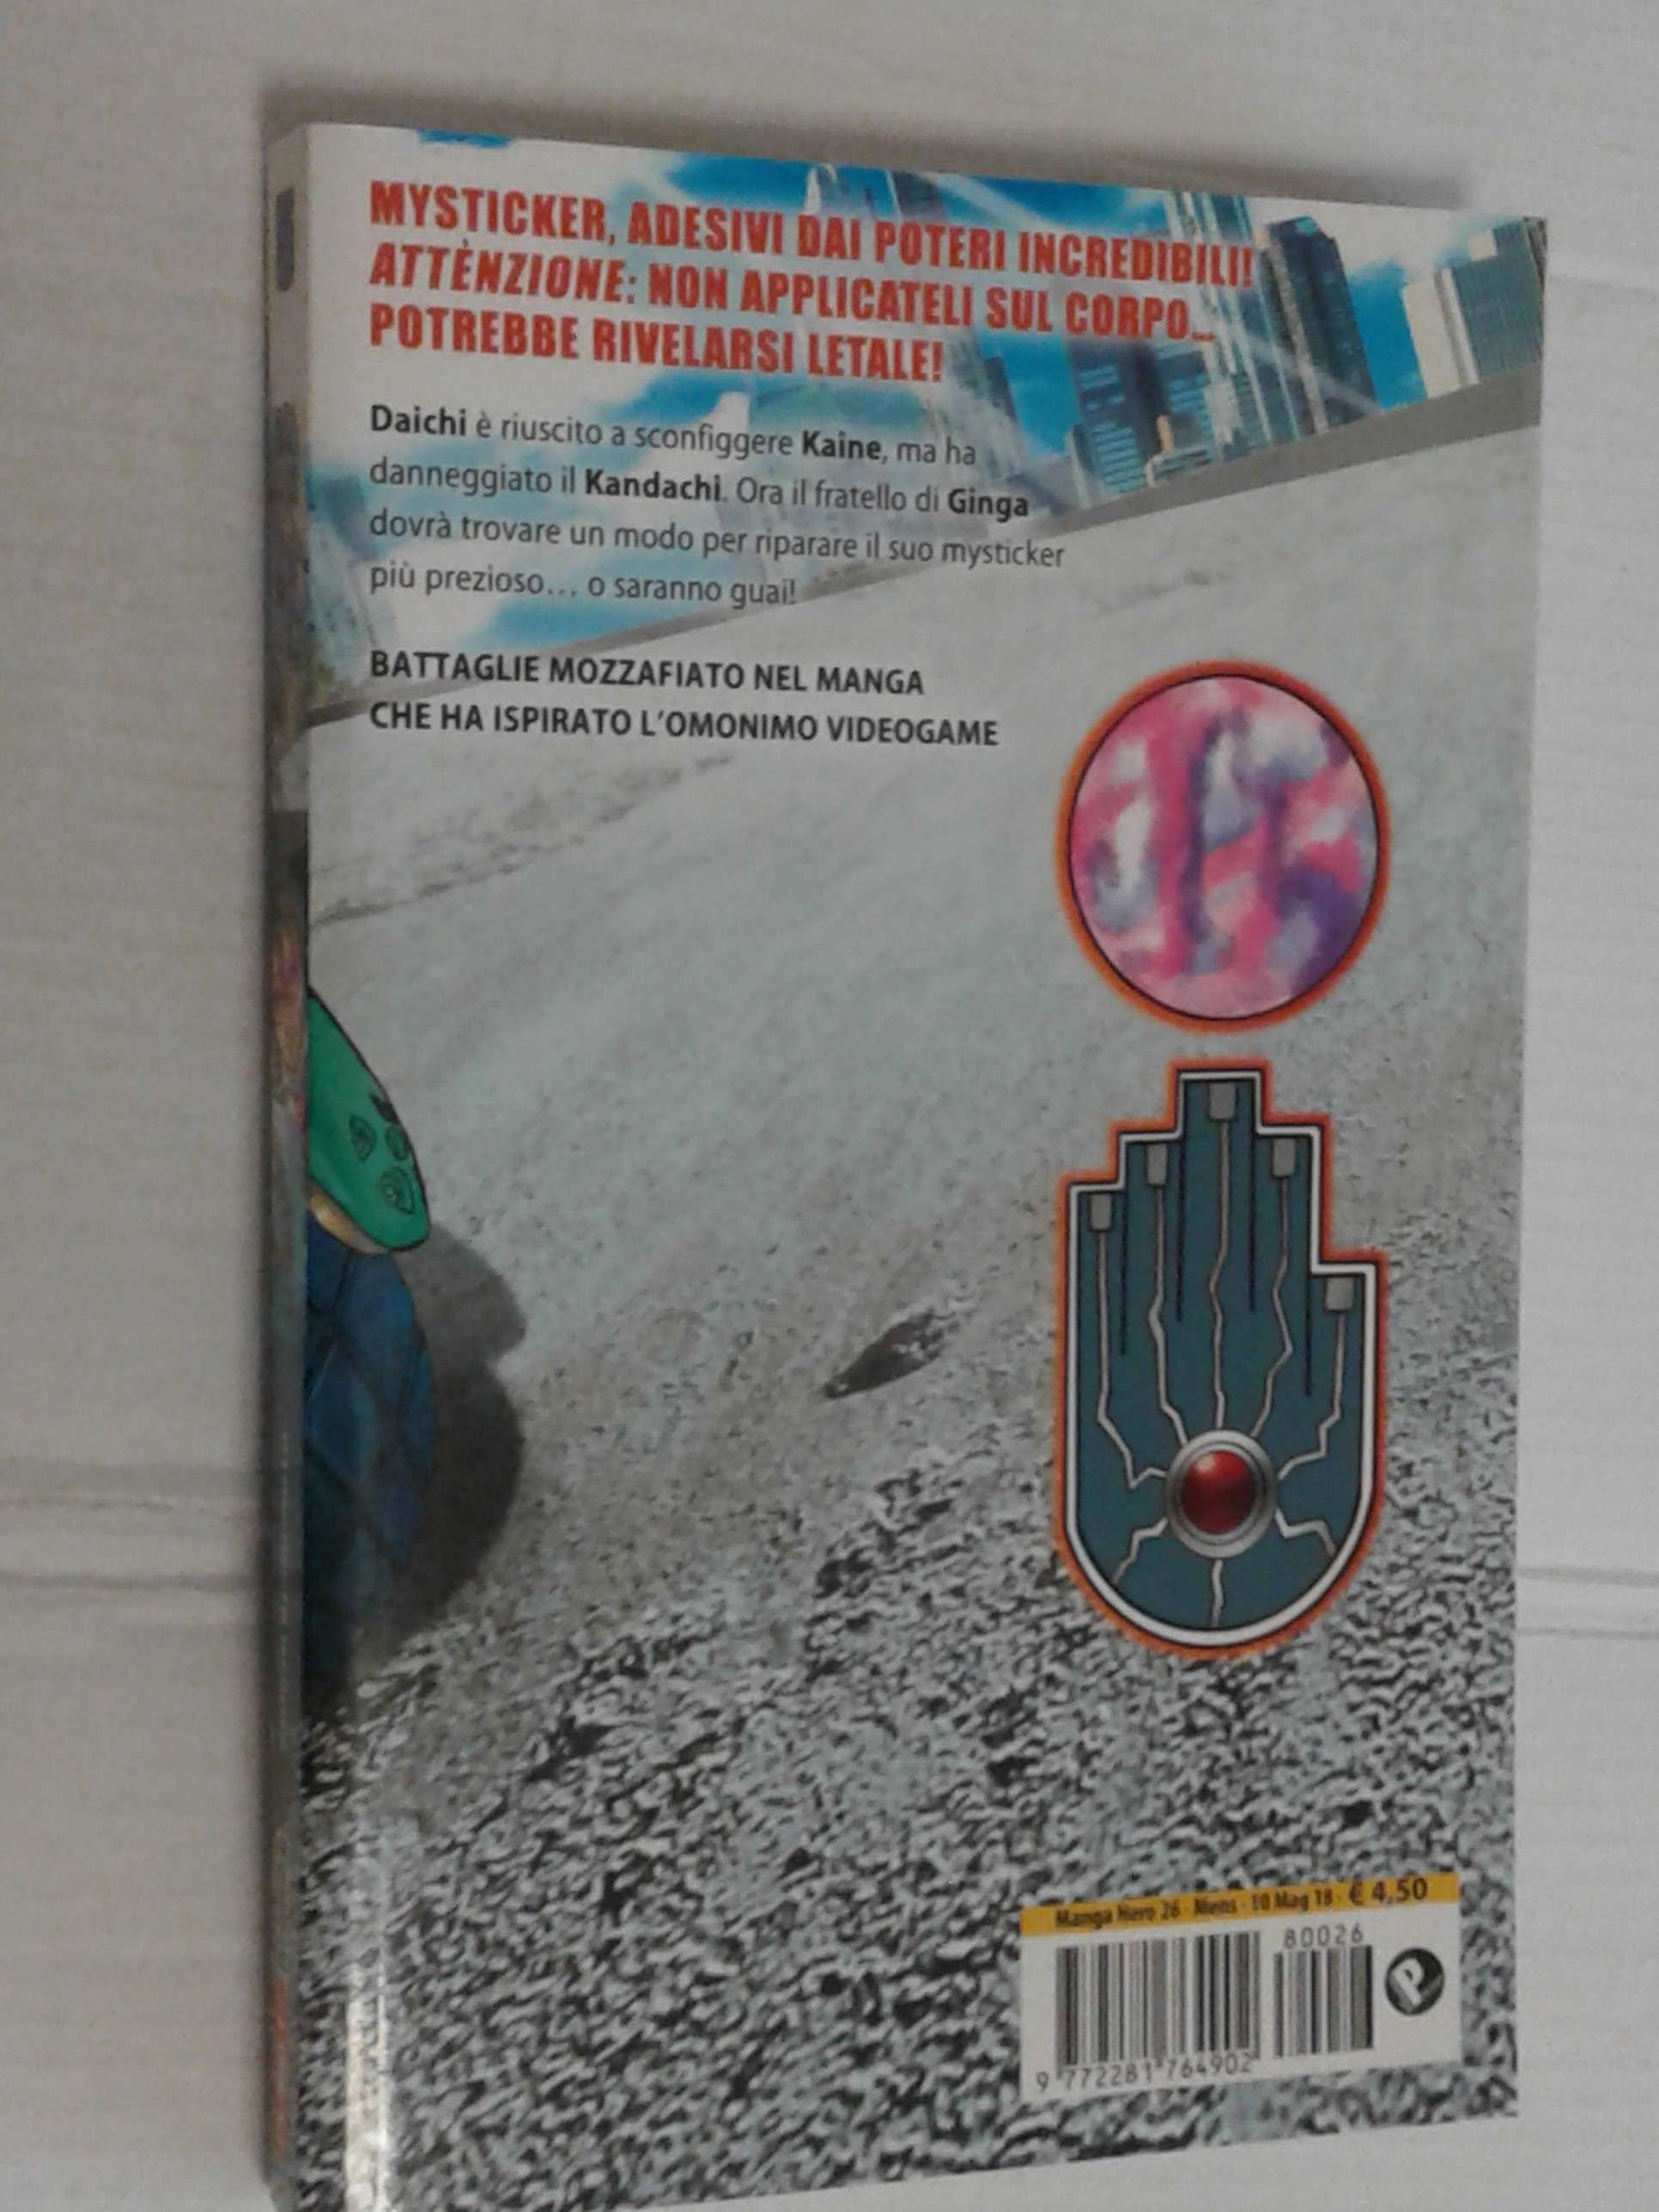 MYSTICKER, ADESIVI DAI POTERI INCREDIBILI!
ATTENZIONE: NON APPLICATELI SUL CORPO...
POTREBBE RIVELARSI LETALE!
Daichi è riuscito a sconfiggere Kaine, ma ha
danneggiato il Kandachi. Ora il fratello di Ginga
dovrà trovare un modo per riparare il suo mysticker
più prezioso... o saranno guai!
BATTAGLIE MOZZAFIATO NEL MANGA
CHE HA ISPIRATO L'OMONIMO VIDEOGAME
Manga Hero 26 - Mens - 10 Mag 18 - € 4,50
80026
P
9 772281 764902